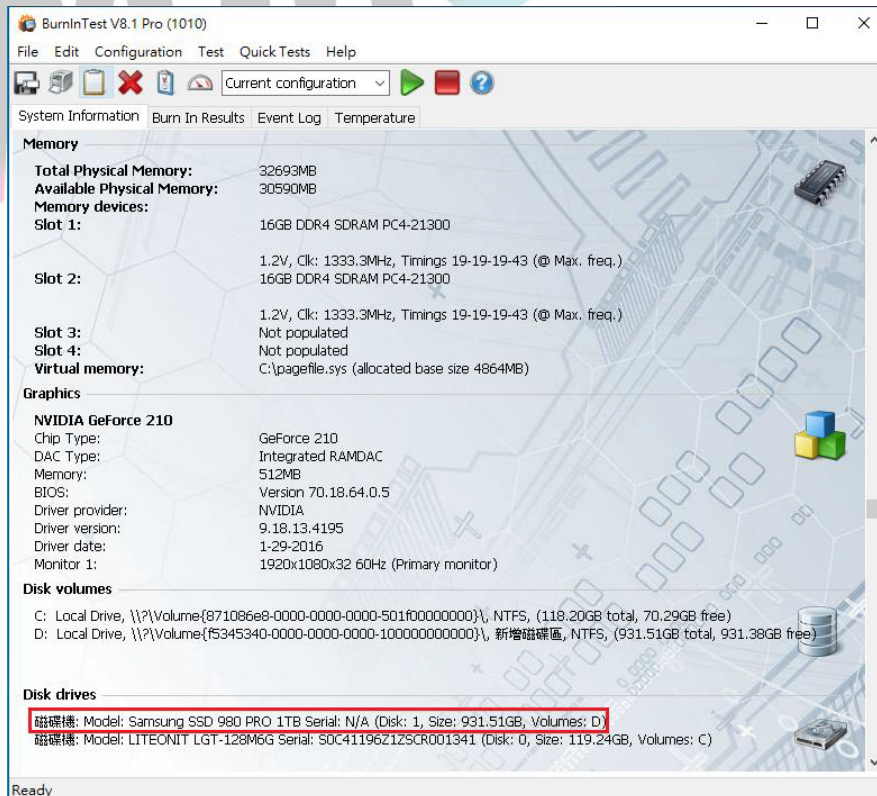 BurnInTest V8.1 Pro (1010)
File Edit Configuration Test Quick Tests Help
Current configuration
System Information Burn In Results Event Log Temperature
Memory
Total Physical Memory: 32693MB
Available Physical Memory: 30590MB
Memory devices:
Slot 1: 16GB DDR4 SDRAM PC4-21300
1.2V, Clk: 1333.3MHz, Timings 19-19-19-43 (@ Max. freq.)
Slot 2: 16GB DDR4 SDRAM PC4-21300
1.2V, Clk: 1333.3MHz, Timings 19-19-19-43 (@ Max. freq.)
Slot 3: Not populated
Slot 4: Not populated
Virtual memory: C:\pagefile.sys (allocated base size 4864MB)
Graphics
NVIDIA GeForce 210
Chip Type: GeForce 210
DAC Type: Integrated RAMDAC
Memory: 512MB
BIOS: Version 70.18.64.0.5
Driver provider: NVIDIA
Driver version: 9.18.13.4195
Driver date: 1-29-2016
Monitor 1: 1920x1080x32 60Hz (Primary monitor)
Disk volumes
C: Local Drive, \\?\Volume{871086e8-0000-0000-0000-501f00000000}\, NTFS, (118.20GB total, 70.29GB free)
D: Local Drive, \\?\Volume{f5345340-0000-0000-0000-100000000000}\, 新增磁碟區, NTFS, (931.51GB total, 931.38GB free)
Disk drives
磁碟機: Model: Samsung SSD 980 PRO 1TB Serial: N/A (Disk: 1, Size: 931.51GB, Volumes: D)
磁碟機: Model: LITEONIT LGT-128M6G Serial: S0C41196Z1ZSCR001341 (Disk: 0, Size: 119.24GB, Volumes: C)
Ready